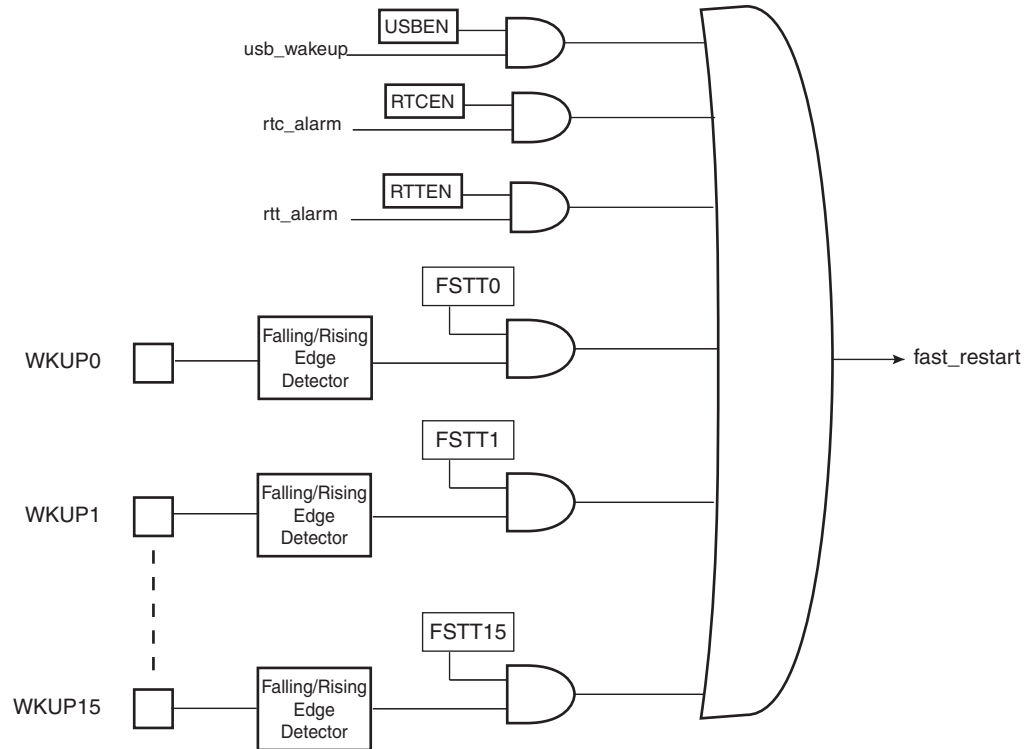 USBEN
usb_wakeup
RTCEN
rtc_alarm
RTTEN
rtt_alarm
FSTT0
Falling/Rising
Edge
Detector
WKUP0
fast_restart
FSTT1
Falling/Rising
Edge
Detector
WKUP1
FSTT15
Falling/Rising
Edge
Detector
WKUP15